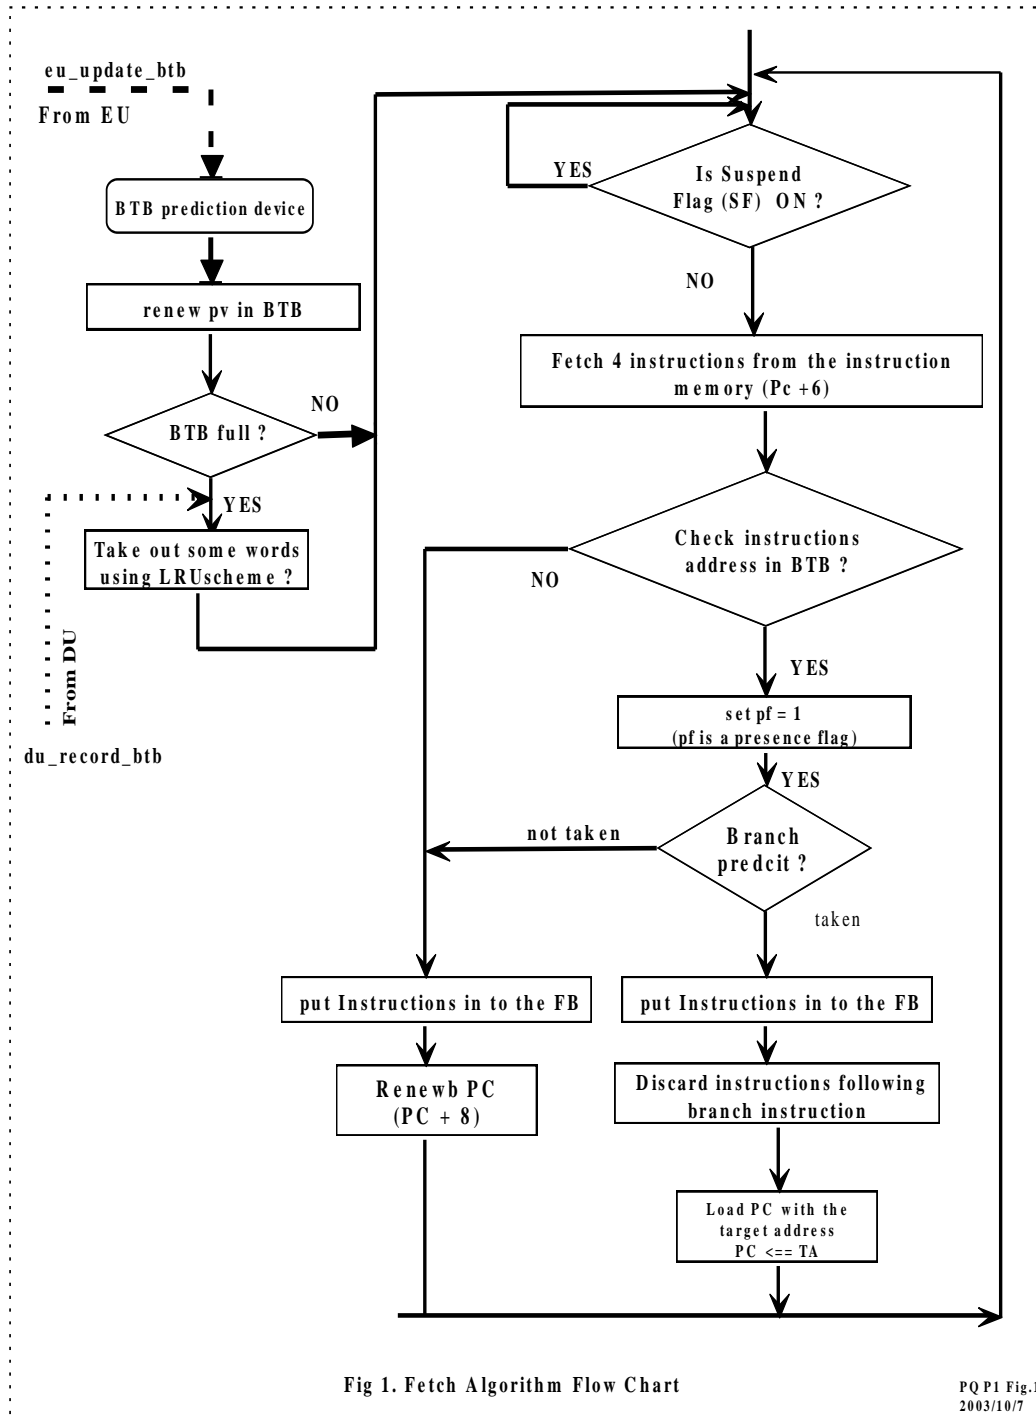 eu_update_btb
From EU
BTB prediction device
renew pv in BTB
NO
BTB full ?
YES
Take out some words
using LRUscheme ?
From DU
du_record_btb
YES
Is Suspend
Flag (SF) ON ?
NO
Fetch 4 instructions from the instruction
memory (Pc +6)
Check instructions
address in BTB ?
NO
YES
set pf = 1
(pf is a presence flag)
YES
not taken
Branch
predcit ?
taken
put Instructions in to the FB
put Instructions in to the FB
Renewb PC
(PC + 8)
Discard instructions following
branch instruction
Load PC with the
target address
PC <== TA
Fig 1. Fetch Algorithm Flow Chart
PQ P1 Fig.1
2003/10/7